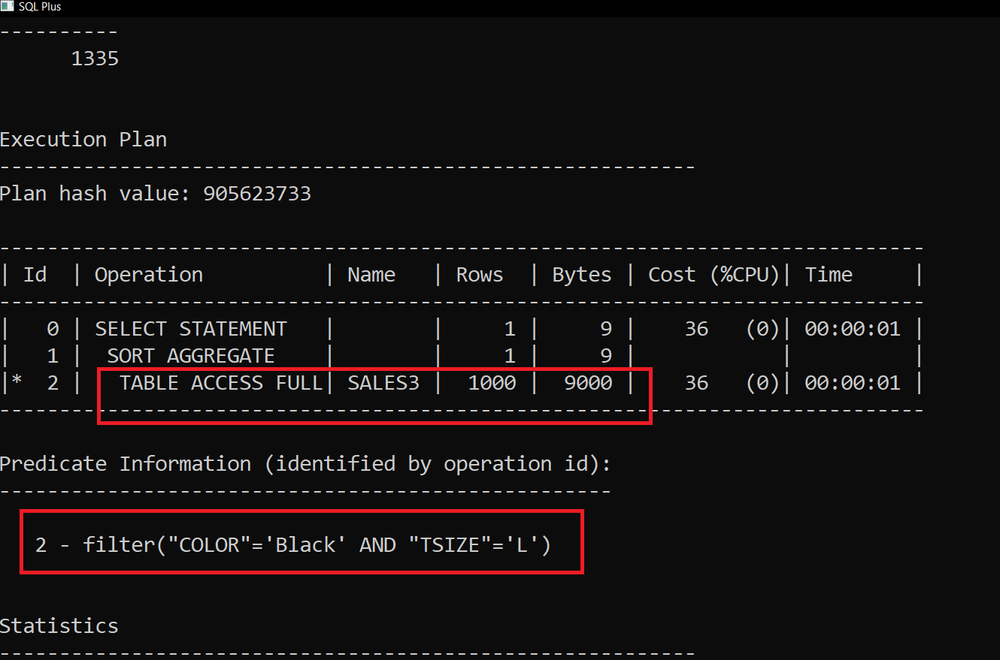 SQL Plus
----------
      1335
Execution Plan
----------------------------------------------------------
Plan hash value: 905623733
-----------------------------------------------------------------------------
| Id  | Operation          | Name   | Rows  | Bytes | Cost (%CPU)| Time     |
-----------------------------------------------------------------------------
|   0 | SELECT STATEMENT   |        |     1 |     9 |    36   (0)| 00:00:01 |
|   1 |  SORT AGGREGATE    |        |     1 |     9 |            |          |
|*  2 |   TABLE ACCESS FULL| SALES3 |  1000 |  9000 |    36   (0)| 00:00:01 |
-----------------------------------------------------------------------------
Predicate Information (identified by operation id):
---------------------------------------------------
   2 - filter("COLOR"='Black' AND "TSIZE"='L')
Statistics
----------------------------------------------------------